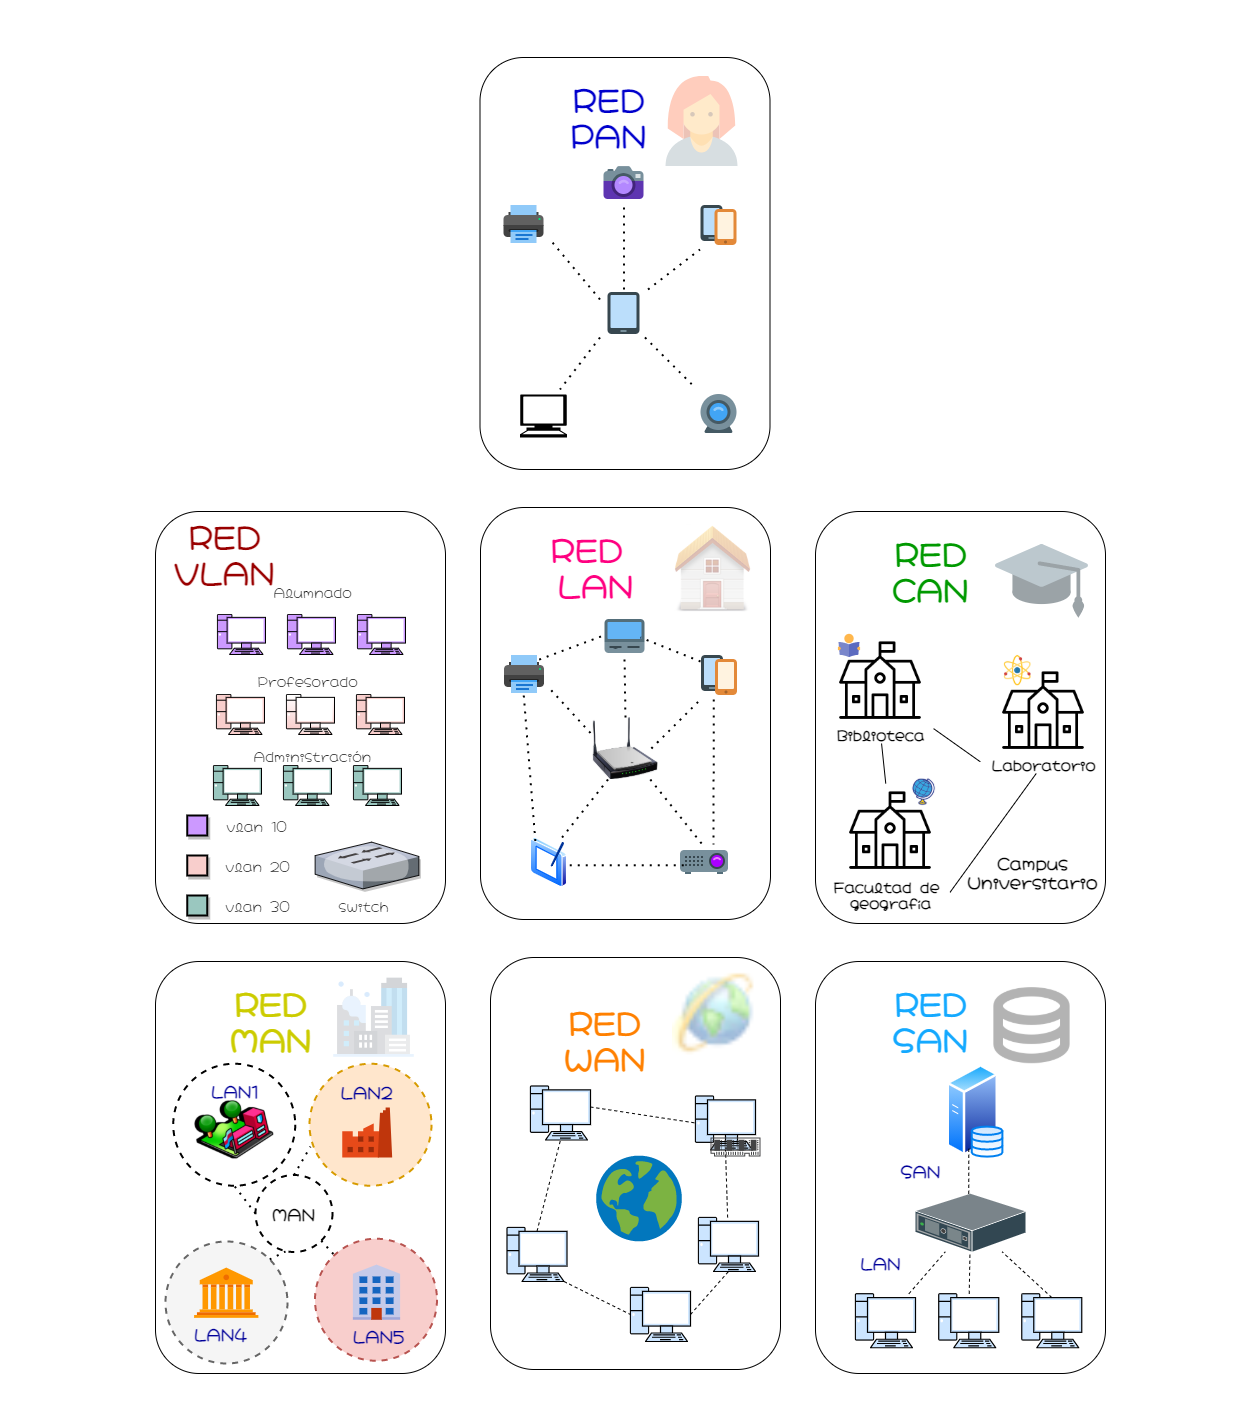 RED
PAN
RED
VLAN
Alumnado
Profesorado
Administración
vlan 10
vlan 20
vlan 30
switch
RED
LAN
RED
CAN
Biblioteca
Laboratorio
Facultad de
geografia
Campus
Universitario
RED
MAN
LAN1
LAN2
MAN
LAN4
LAN5
RED
WAN
RED
SAN
SAN
LAN